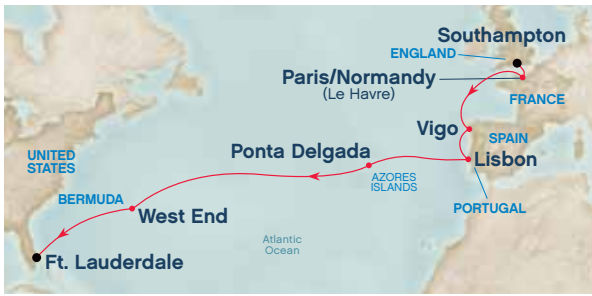 Southampton
ENGLAND
Paris/Normandy
(Le Havre)
FRANCE
Vigo
SPAIN
Ponta Delgada
Lisbon
UNITED
STATES
AZORES
ISLANDS
BERMUDA
PORTUGAL
West End
Atlantic
Ocean
Ft. Lauderdale